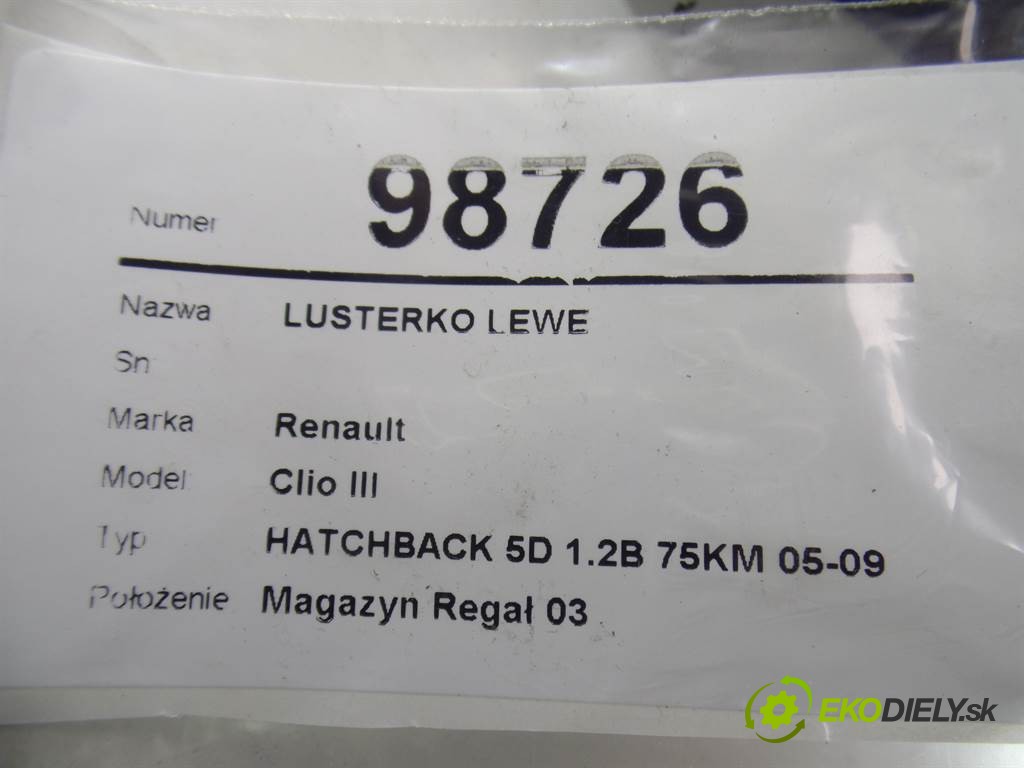 Numer 98726
Nazwa LUSTERKO LEWE
Sn
Marka Renault
Model Clio III
Typ HATCHBACK 5D 1.2B 75KM 05-09
Położenie Magazyn Regał 03
EKODIELY.sk